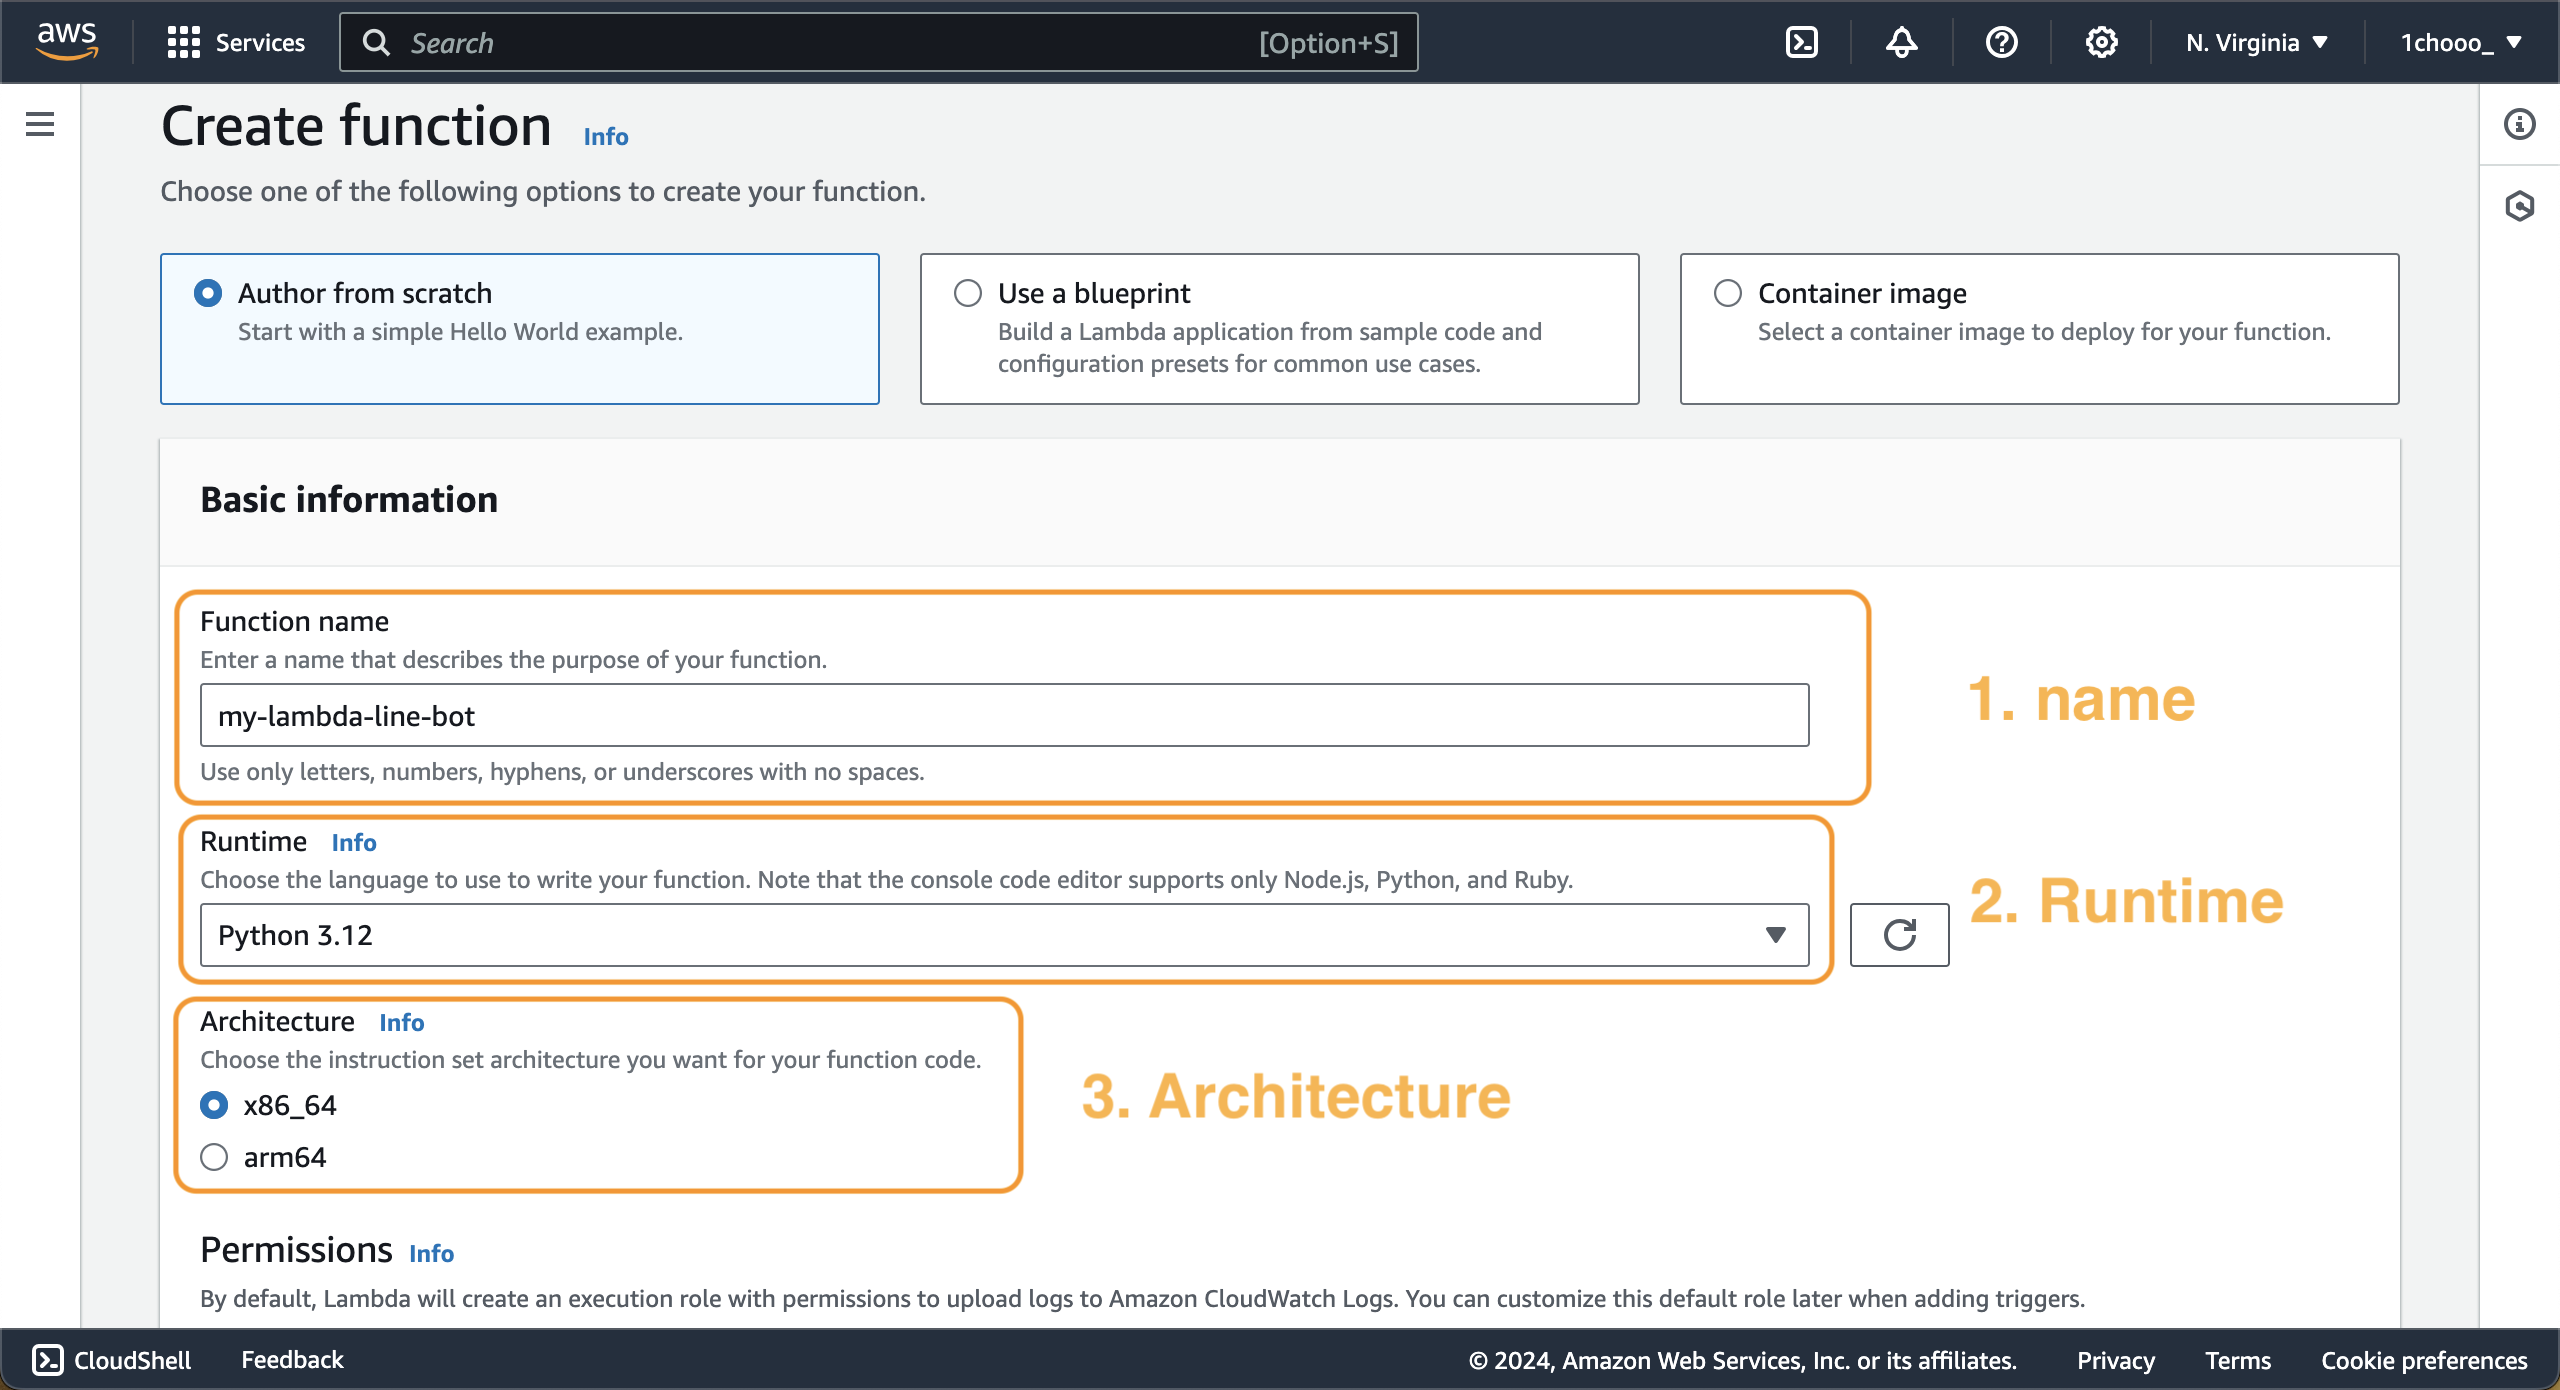 aws
Services
Search
[Option+S]
N. Virginia
1chooo_
Create function Info
Choose one of the following options to create your function.
Author from scratch
Start with a simple Hello World example.
Use a blueprint
Build a Lambda application from sample code and
configuration presets for common use cases.
Container image
Select a container image to deploy for your function.
Basic information
Function name
Enter a name that describes the purpose of your function.
my-lambda-line-bot
Use only letters, numbers, hyphens, or underscores with no spaces.
1. name
Runtime Info
Choose the language to use to write your function. Note that the console code editor supports only Node.js, Python, and Ruby.
Python 3.12
2. Runtime
Architecture Info
Choose the instruction set architecture you want for your function code.
x86_64
arm64
3. Architecture
Permissions Info
By default, Lambda will create an execution role with permissions to upload logs to Amazon CloudWatch Logs. You can customize this default role later when adding triggers.
CloudShell
Feedback
© 2024, Amazon Web Services, Inc. or its affiliates.
Privacy
Terms
Cookie preferences